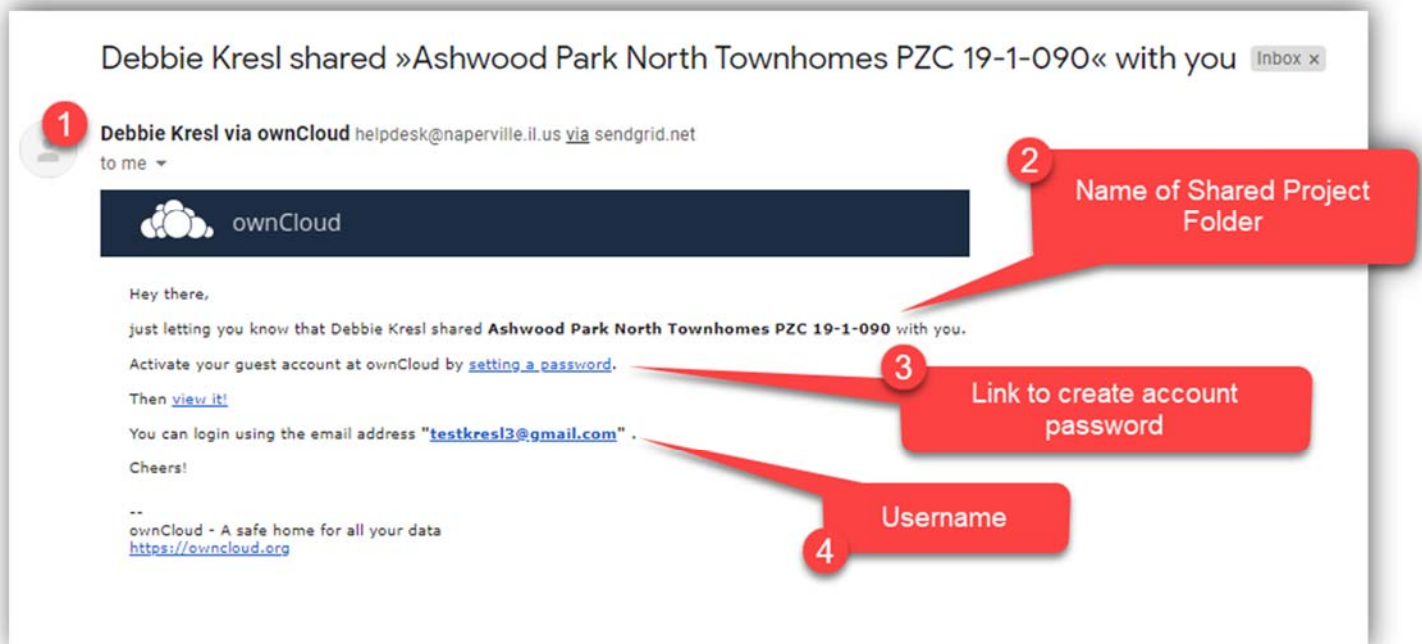 Debbie Kresl shared »Ashwood Park North Townhomes PZC 19-1-090« with you Inbox x
1
Debbie Kresl via ownCloud helpdesk@naperville.il.us via sendgrid.net
to me
2
Name of Shared Project
Folder
ownCloud
Hey there,
just letting you know that Debbie Kresl shared Ashwood Park North Townhomes PZC 19-1-090 with you.
Activate your guest account at ownCloud by setting a password.
3
Link to create account
password
Then view it!
You can login using the email address "testkresl3@gmail.com" .
Cheers!
Username
4
--
ownCloud - A safe home for all your data
https://owncloud.org